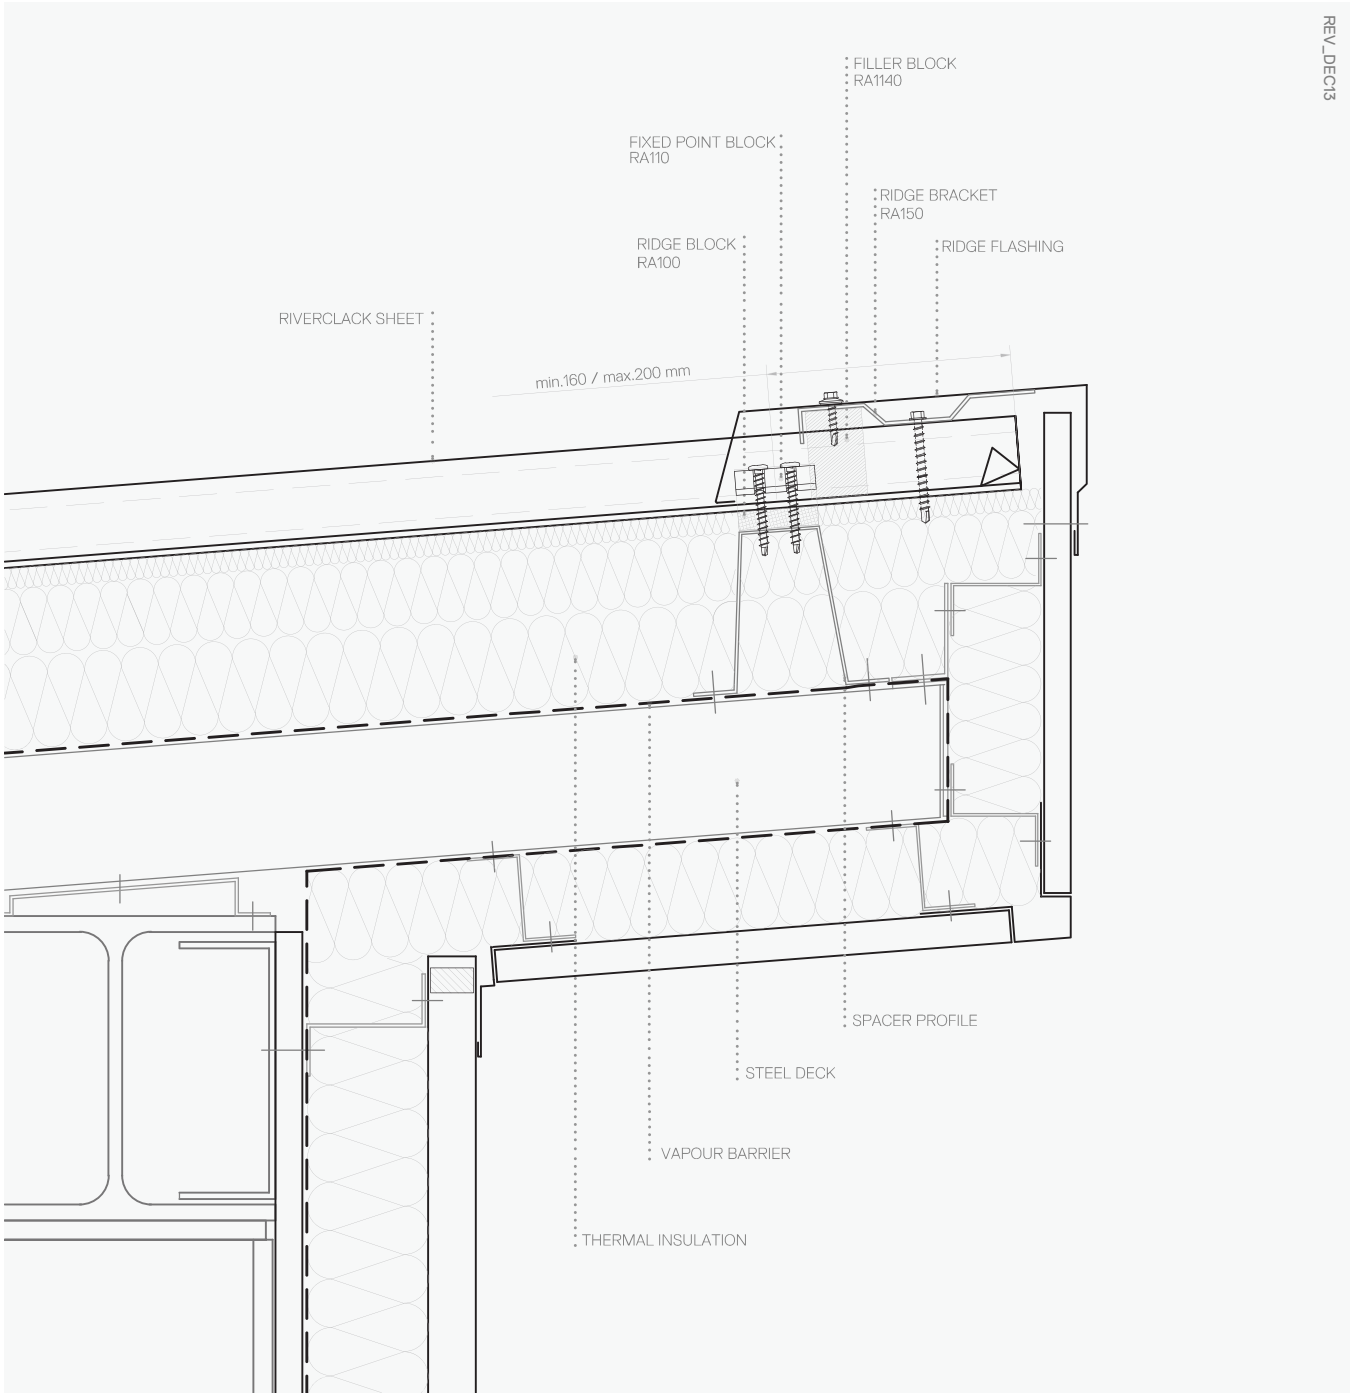 REV_DEC13
FILLER BLOCK
RA1140
FIXED POINT BLOCK
RA110
RIDGE BRACKET
RA150
RIDGE BLOCK
RA100
RIDGE FLASHING
RIVERCLACK SHEET
min.160 / max.200 mm
SPACER PROFILE
STEEL DECK
VAPOUR BARRIER
THERMAL INSULATION